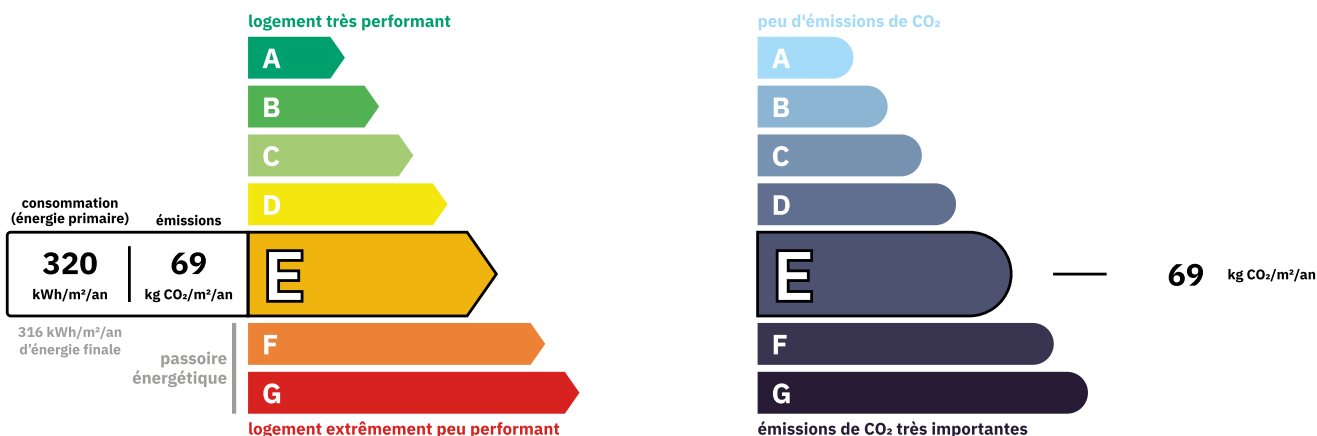 logement très performant
A
B
C
D
consommation
(énergie primaire)
émissions
320
kWh/m²/an
69
kg CO₂/m²/an
E
316 kWh/m²/an
d'énergie finale
passoire
énergétique
F
G
logement extrêmement peu performant
peu d'émissions de CO₂
A
B
C
D
E
69 kg CO₂/m²/an
F
G
émissions de CO₂ très importantes